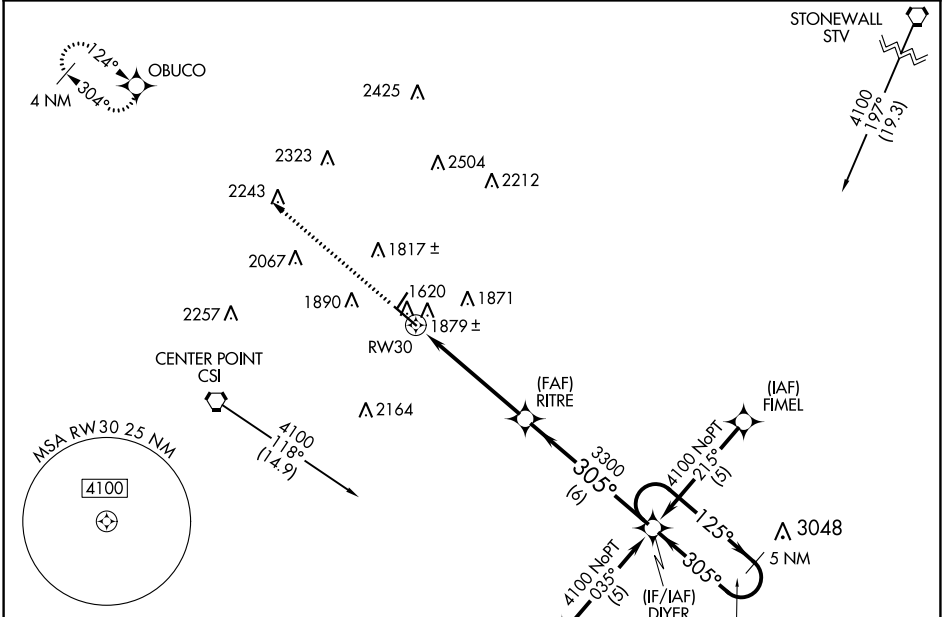 STONEWALL
STV
4100
197°
(19.3)
124°
OBUCO
304°
4 NM
2425
2323
2504
2212
2243
2067
1817 ±
1890
1620
1871
2257
1879 ±
RW30
CENTER POINT
CSI
4100
118°
(14.9)
2164
(FAF)
RITRE
(IAF)
FIMEL
MSA RW30 25 NM
4100
3300
305°
(6)
4100 NoPT
215°
(5)
125°
3048
5 NM
305°
4100 NoPT
035°
(5)
(IF/IAF)
DIYER